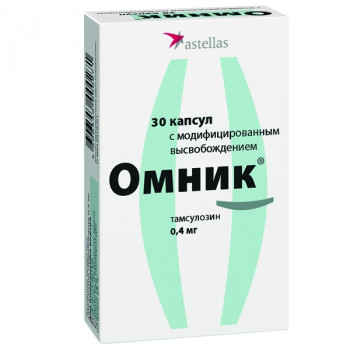 astellas
30 капсул
с модифицированным
высвобождением
Омник®
тамсулозин
0,4 мг